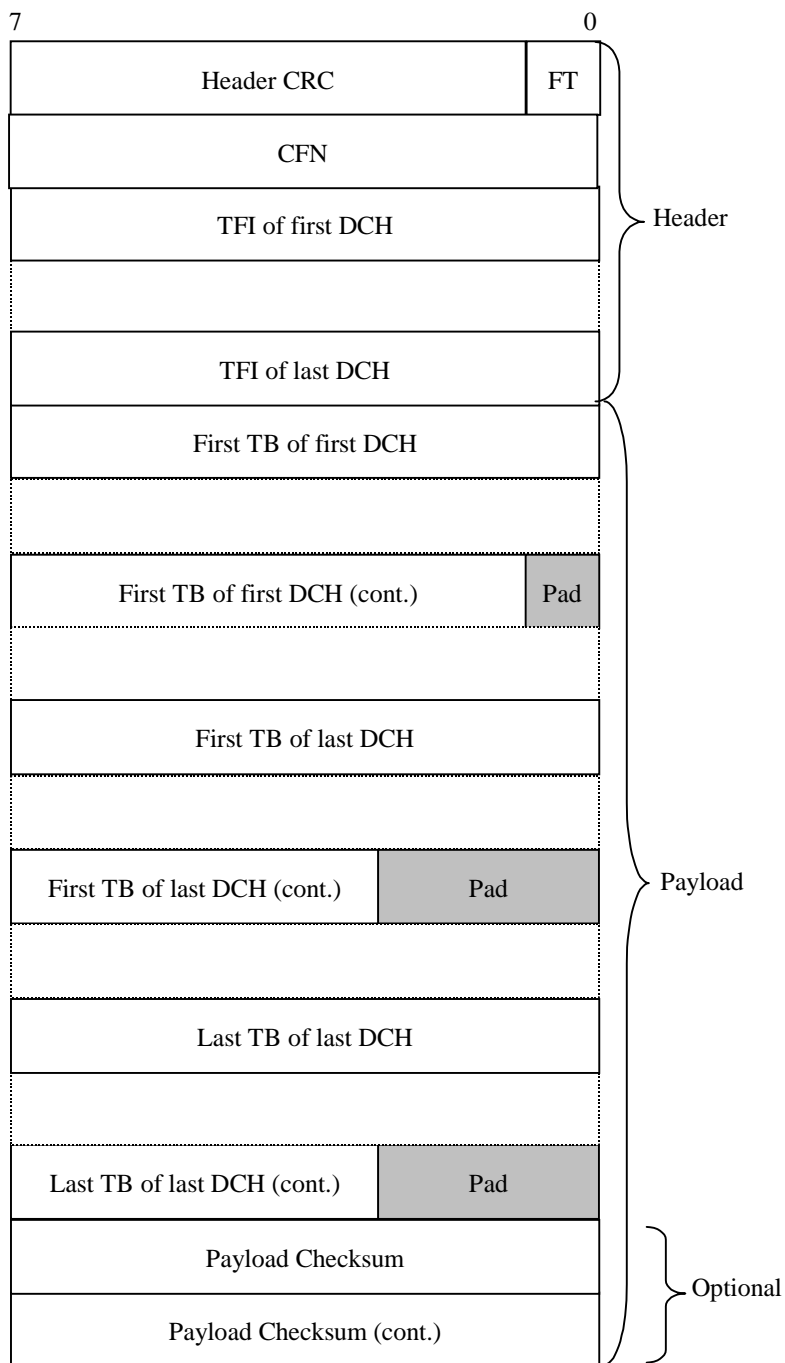 7 0
Header CRC FT
CFN
TFI of first DCH
Header
TFI of last DCH
First TB of first DCH
First TB of first DCH (cont.) Pad
First TB of last DCH
First TB of last DCH (cont.) Pad
Payload
Last TB of last DCH
Last TB of last DCH (cont.) Pad
Payload Checksum
Optional
Payload Checksum (cont.)